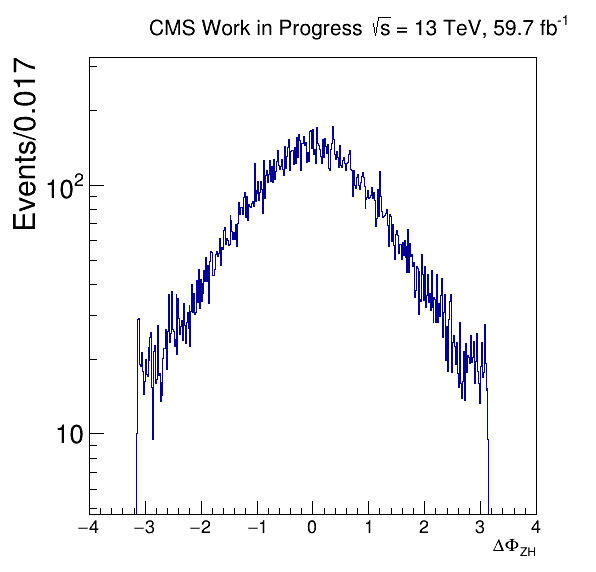 CMS Work in Progress √s = 13 TeV, 59.7 fb⁻¹
Events/0.017
10²
10
−4 −3 −2 −1 0 1 2 3 4
ΔΦ_ZH